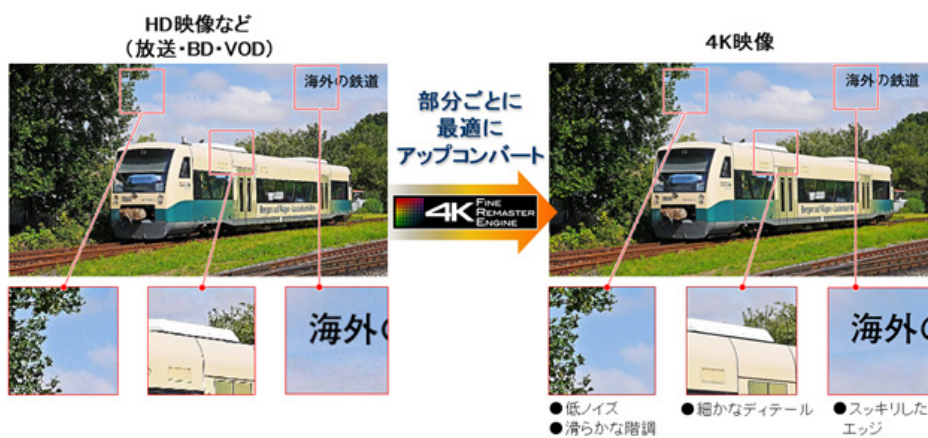 HD映像など
（放送・BD・VOD）
海外の鉄道
海外の
部分ごとに
最適に
アップコンバート
4K FINE
REMASTER
ENGINE
4K映像
海外の鉄道
海外の
●低ノイズ
●滑らかな階調
●細かなディテール
●スッキリした
エッジ